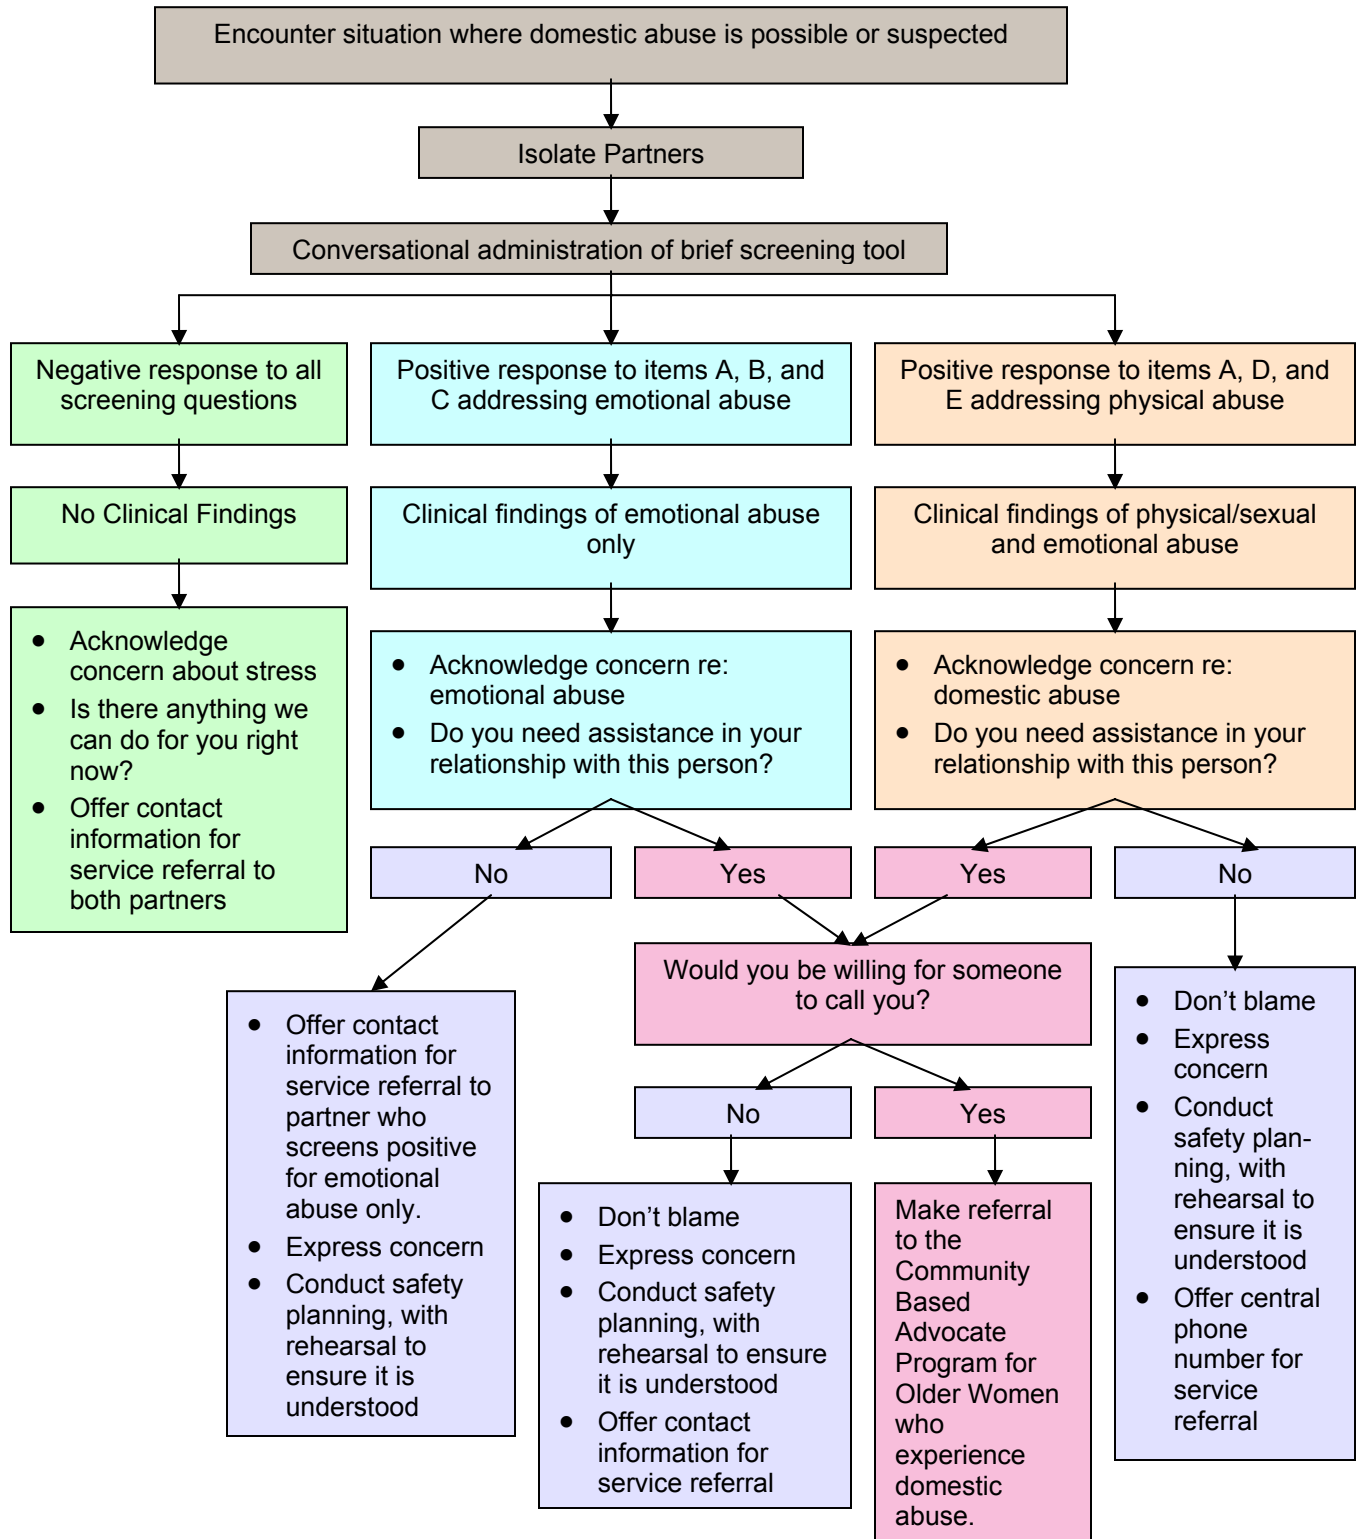 Encounter situation where domestic abuse is possible or suspected
Isolate Partners
Conversational administration of brief screening tool
Negative response to all
screening questions
Positive response to items A, B, and
C addressing emotional abuse
Positive response to items A, D, and
E addressing physical abuse
No Clinical Findings
Clinical findings of emotional abuse
only
Clinical findings of physical/sexual
and emotional abuse
• Acknowledge
concern about stress
• Is there anything we
can do for you right
now?
• Offer contact
information for
service referral to
both partners
• Acknowledge concern re:
emotional abuse
• Do you need assistance in your
relationship with this person?
• Acknowledge concern re:
domestic abuse
• Do you need assistance in your
relationship with this person?
No
Yes
Yes
No
Would you be willing for someone
to call you?
No
Yes
• Offer contact
information for
service referral to
partner who
screens positive
for emotional
abuse only.
• Express concern
• Conduct safety
planning, with
rehearsal to
ensure it is
understood
• Don’t blame
• Express concern
• Conduct safety
planning, with
rehearsal to ensure
it is understood
• Offer contact
information for
service referral
Make referral
to the
Community
Based
Advocate
Program for
Older Women
who
experience
domestic
abuse.
• Don’t blame
• Express
concern
• Conduct
safety plan-
ning, with
rehearsal to
ensure it is
understood
• Offer central
phone
number for
service
referral